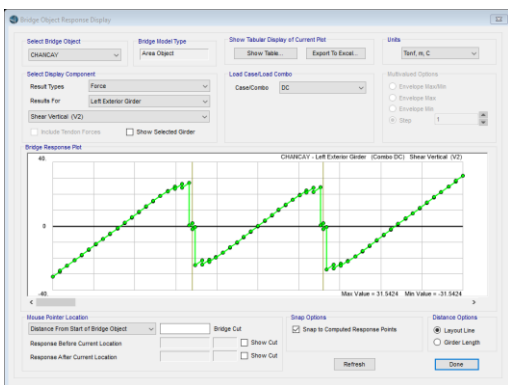 Bridge Object Response Display
Select Bridge Object
CHANCAY
Bridge Model Type
Area Object
Show Tabular Display of Current Plot
Show Table...
Export To Excel...
Units
Tonf, m, C
Select Display Component
Result Types
Force
Results For
Left Exterior Girder
Shear Vertical (V2)
Include Tendon Forces
Show Selected Girder
Load Case/Load Combo
Case/Combo
DC
Multivalued Options
Envelope Max/Min
Envelope Max
Envelope Min
Step
1
Bridge Response Plot
40.
CHANCAY - Left Exterior Girder (Combo DC) Shear Vertical (V2)
0
-40.
Max Value = 31.5424 Min Value = -31.5424
Mouse Pointer Location
Distance From Start of Bridge Object
Bridge Cut
Response Before Current Location
Show Cut
Response After Current Location
Show Cut
Snap Options
Snap to Computed Response Points
Distance Options
Layout Line
Girder Length
Refresh
Done